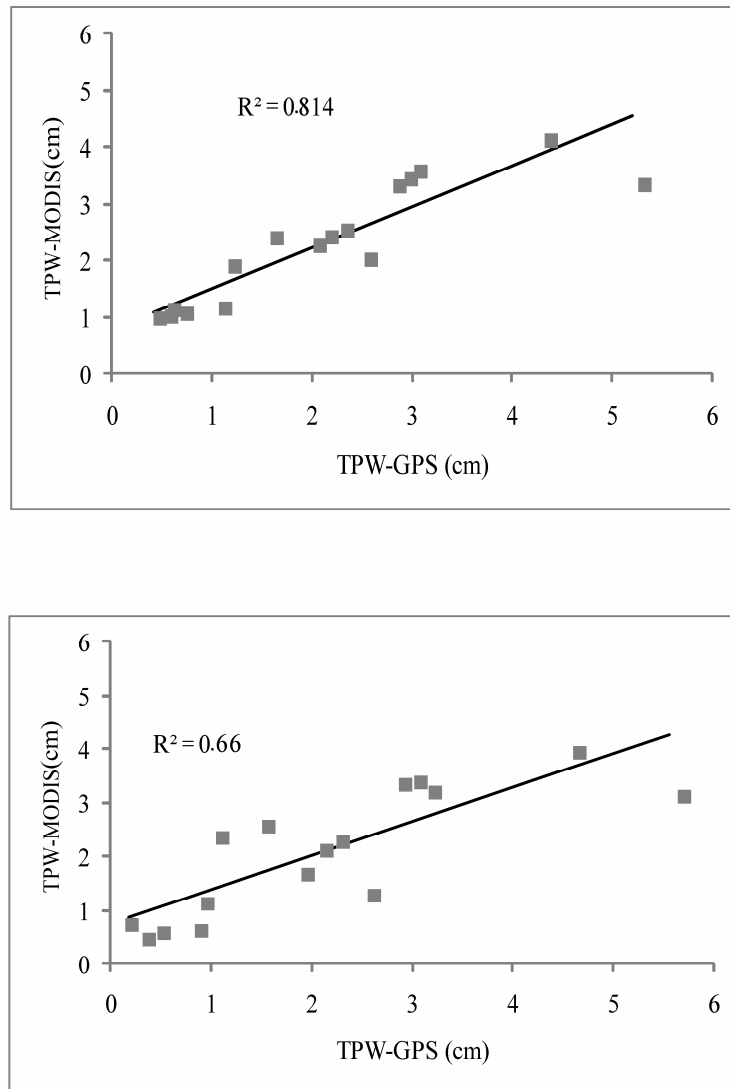 6
5
R² = 0.814
4
3
2
1
0
TPW-MODIS(cm)
0 1 2 3 4 5 6
TPW-GPS (cm)
6
5
R² = 0.66
4
3
2
1
0
TPW-MODIS(cm)
0 1 2 3 4 5 6
TPW-GPS (cm)